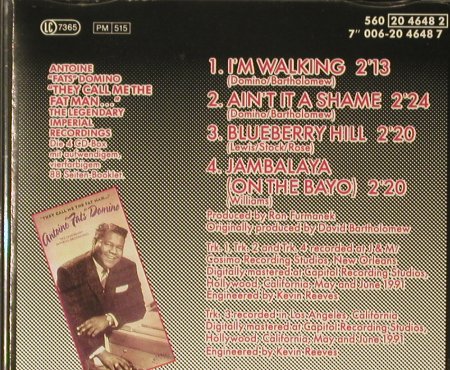 LC 7365
PM 515
560 20 4648 2
7" 006-20 4648 7
ANTOINE
"FATS" DOMINO
"THEY CALL ME THE
FAT MAN..."
THE LEGENDARY
IMPERIAL
RECORDINGS
Die 4 CD-Box
mit aufwendigem,
vierfarbigem
88 Seiten Booklet
"THEY CALL ME THE FAT MAN..."
Antoine "Fats" Domino
1. I'M WALKING 2"13
(Domino/Bartholomew)
2. AIN'T IT A SHAME 2"24
(Domino/Bartholomew)
3. BLUEBERRY HILL 2"20
(Lewis/Stock/Rose)
4. JAMBALAYA
(ON THE BAYO) 2"20
(Williams)
Produced by Ron Furmanek
Originally produced by David Bartholomew
Trk. 1, Trk. 2 and Trk. 4 recorded at J & M/
Cosimo Recording Studios, New Orleans
Digitally mastered at Capitol Recording Studios,
Hollywood, California, May and June 1991
Engineered by Kevin Reeves
Trk. 3 recorded in Los Angeles, California
Digitally mastered at Capitol Recording Studios,
Hollywood, California, May and June 1991
Engineered by Kevin Reeves